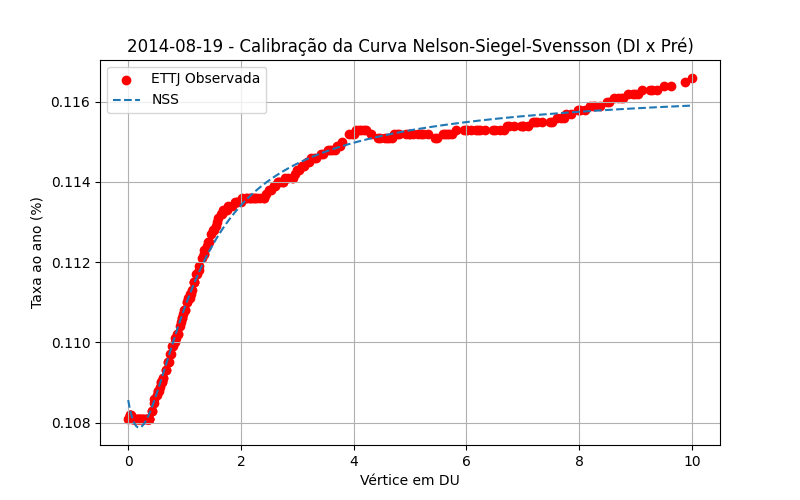 2014-08-19 - Calibração da Curva Nelson-Siegel-Svensson (DI x Pré)
ETTJ Observada
NSS
Taxa ao ano (%)
0.116
0.114
0.112
0.110
0.108
0 2 4 6 8 10
Vértice em DU